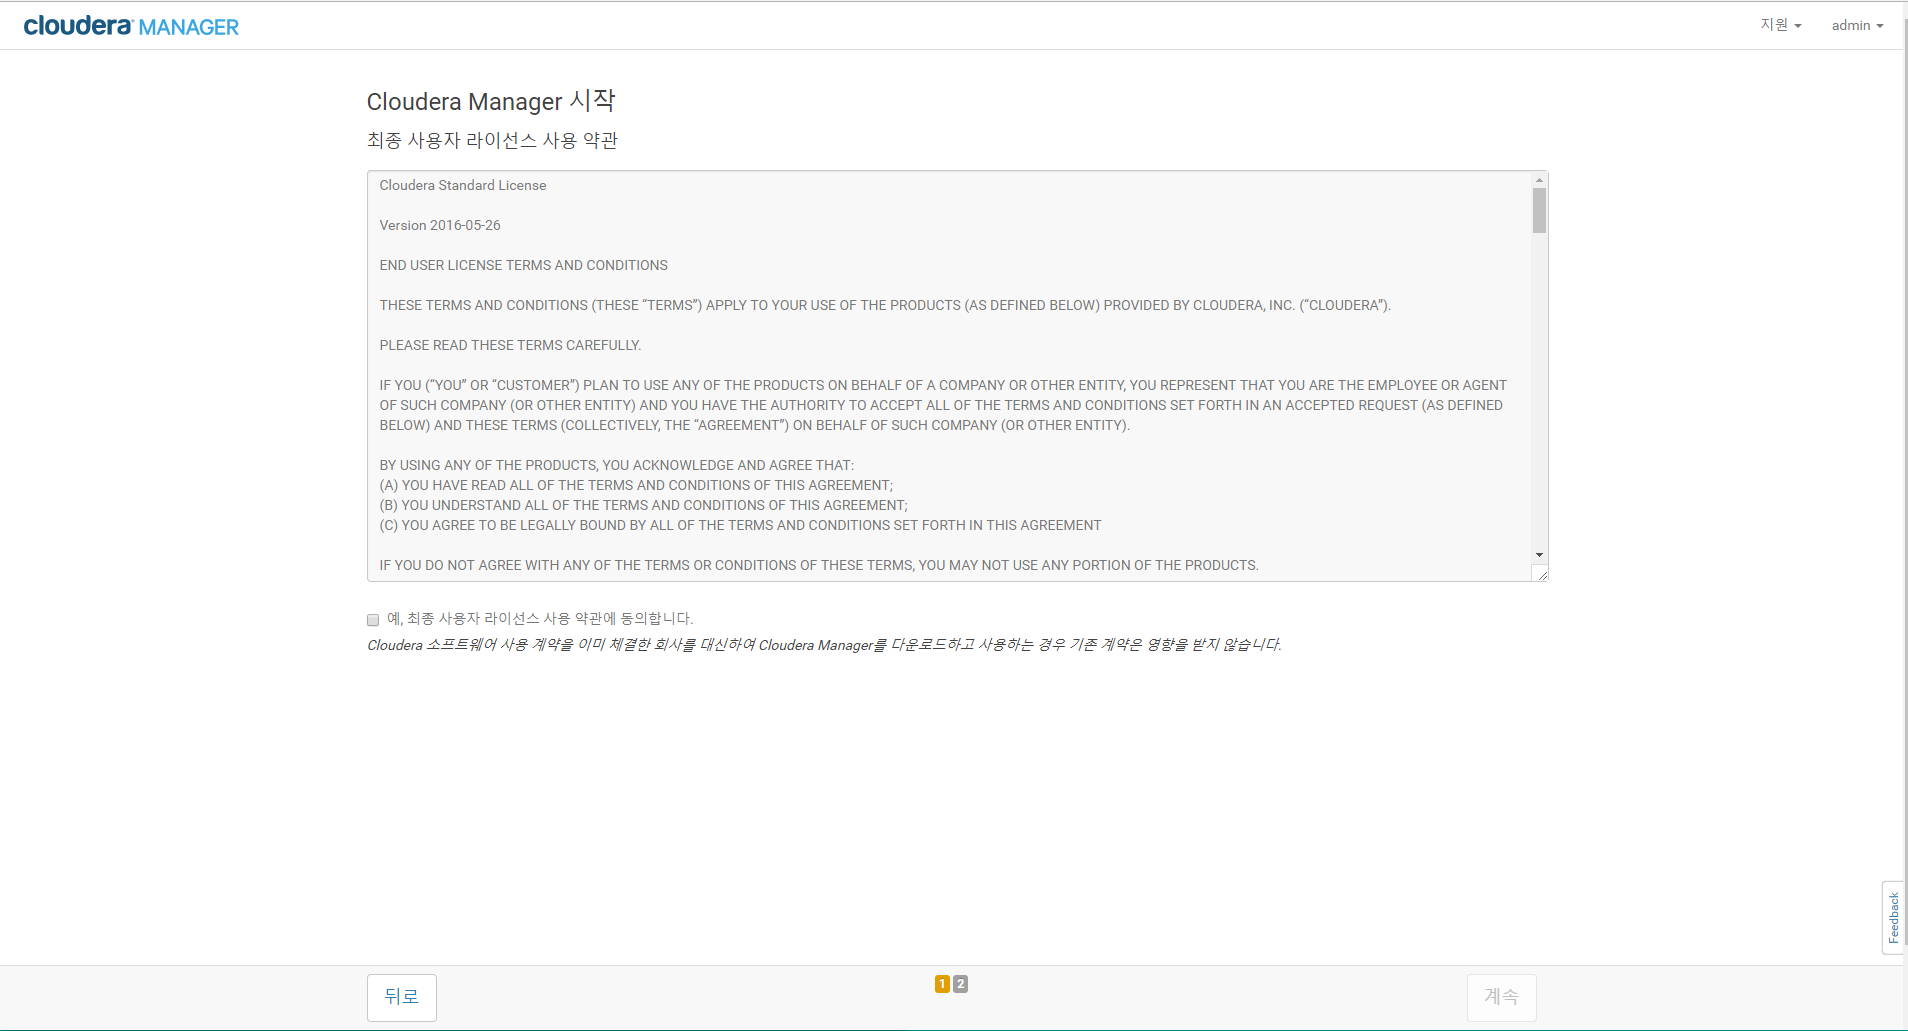 cloudera MANAGER
지원
admin
Cloudera Manager 시작
최종 사용자 라이선스 사용 약관
Cloudera Standard License
Version 2016-05-26
END USER LICENSE TERMS AND CONDITIONS
THESE TERMS AND CONDITIONS (THESE “TERMS”) APPLY TO YOUR USE OF THE PRODUCTS (AS DEFINED BELOW) PROVIDED BY CLOUDERA, INC. (“CLOUDERA”).
PLEASE READ THESE TERMS CAREFULLY.
IF YOU (“YOU” OR “CUSTOMER”) PLAN TO USE ANY OF THE PRODUCTS ON BEHALF OF A COMPANY OR OTHER ENTITY, YOU REPRESENT THAT YOU ARE THE EMPLOYEE OR AGENT
OF SUCH COMPANY (OR OTHER ENTITY) AND YOU HAVE THE AUTHORITY TO ACCEPT ALL OF THE TERMS AND CONDITIONS SET FORTH IN AN ACCEPTED REQUEST (AS DEFINED
BELOW) AND THESE TERMS (COLLECTIVELY, THE “AGREEMENT”) ON BEHALF OF SUCH COMPANY (OR OTHER ENTITY).
BY USING ANY OF THE PRODUCTS, YOU ACKNOWLEDGE AND AGREE THAT:
(A) YOU HAVE READ ALL OF THE TERMS AND CONDITIONS OF THIS AGREEMENT;
(B) YOU UNDERSTAND ALL OF THE TERMS AND CONDITIONS OF THIS AGREEMENT;
(C) YOU AGREE TO BE LEGALLY BOUND BY ALL OF THE TERMS AND CONDITIONS SET FORTH IN THIS AGREEMENT
IF YOU DO NOT AGREE WITH ANY OF THE TERMS OR CONDITIONS OF THESE TERMS, YOU MAY NOT USE ANY PORTION OF THE PRODUCTS.
예, 최종 사용자 라이선스 사용 약관에 동의합니다.
Cloudera 소프트웨어 사용 계약을 이미 체결한 회사를 대신하여 Cloudera Manager를 다운로드하고 사용하는 경우 기존 계약은 영향을 받지 않습니다.
Feedback
뒤로
1 2
계속